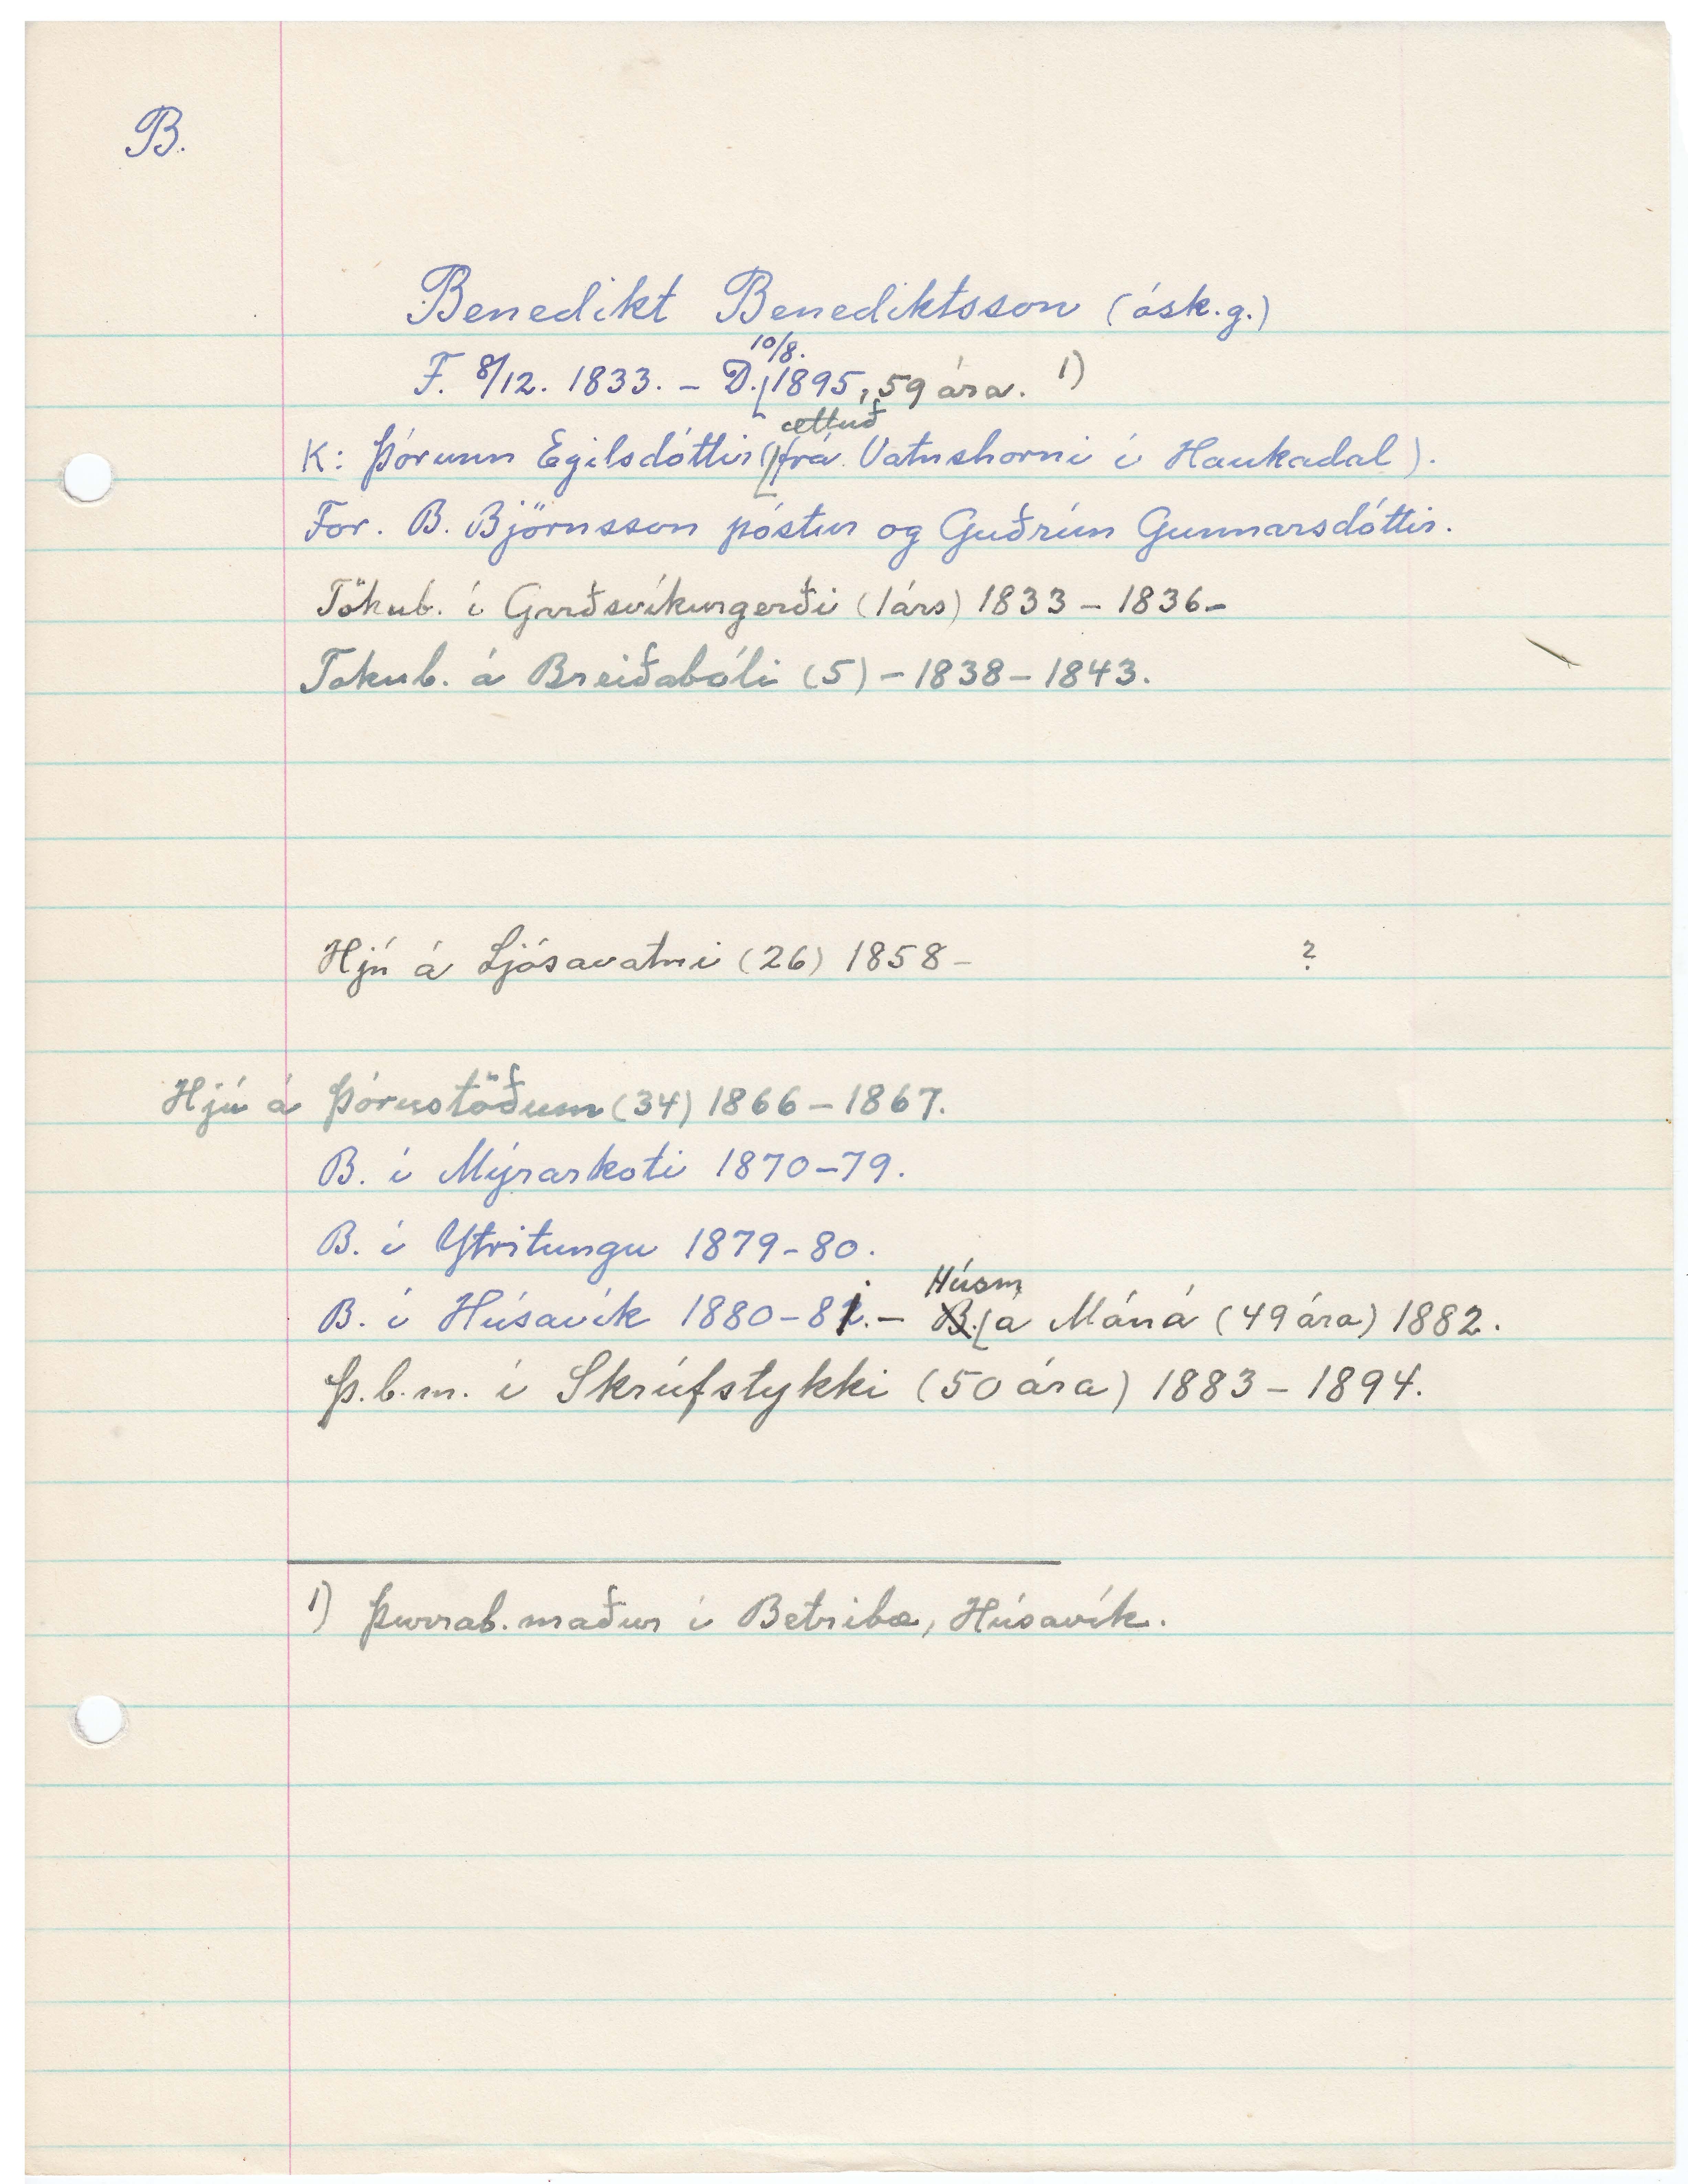 B.
Benedikt Benediktsson (ósk.g.)
F. 8/12. 1833. – D. 10/8. 1895, 59 ára. 1)
K: Þórunn Egilsdóttir (ættuð frá Vatnshorni í Haukadal).
For. B. Björnsson póstur og Guðrún Gunnarsdóttir.
Tökub. í Garðsvíkurgerði (1árs) 1833 – 1836 –
Tökub. á Breiðabóli (5) – 1838 – 1843.
Hjú á Ljósavatni (26) 1858 – ?
Hjú á Þórustöðum (34) 1866 – 1867.
B. í Mýrarkoti 1870–79.
B. í Ytritungu 1879–80.
B. í Húsavík 1880–81. – Húsm á Máná (49 ára) 1882.
Þ.b.m. í Skrúfstykki (50 ára) 1883 – 1894.
1) Þurrab. maður í Betribæ, Húsavík.